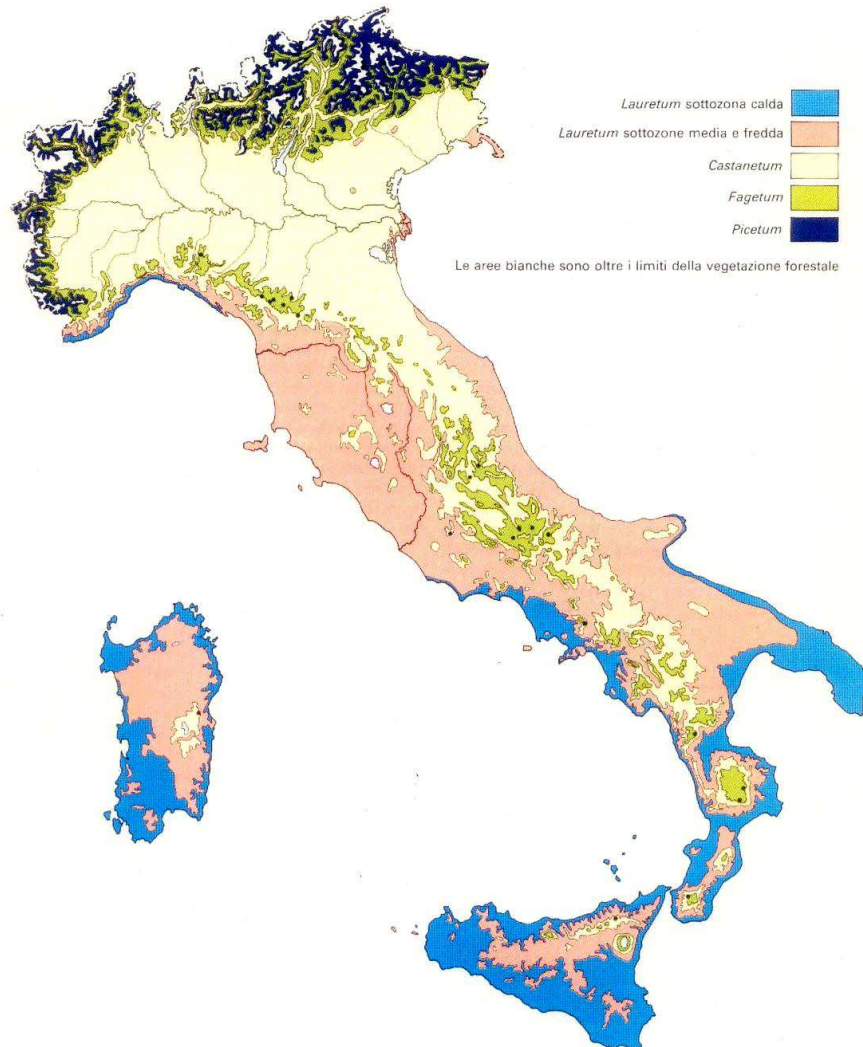 Lauretum sottozona calda
Lauretum sottozone media e fredda
Castanetum
Fagetum
Picetum
Le aree bianche sono oltre i limiti della vegetazione forestale